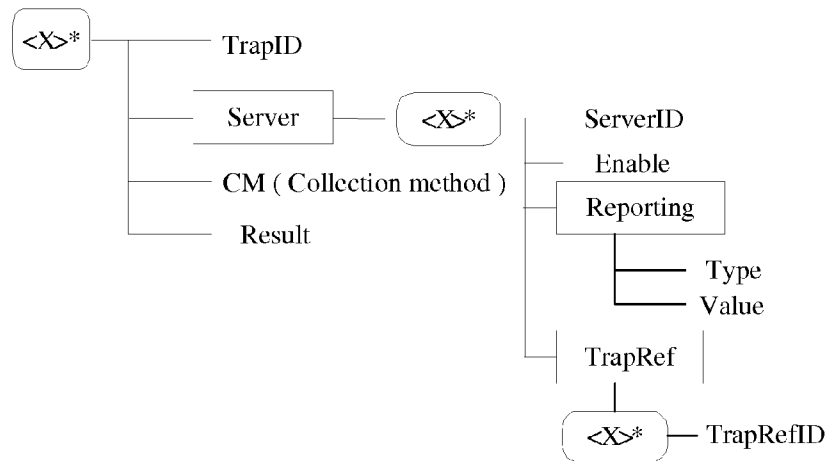 <X>*
TrapID
Server
<X>*
ServerID
Enable
CM ( Collection method )
Reporting
Result
Type
Value
TrapRef
<X>*
TrapRefID